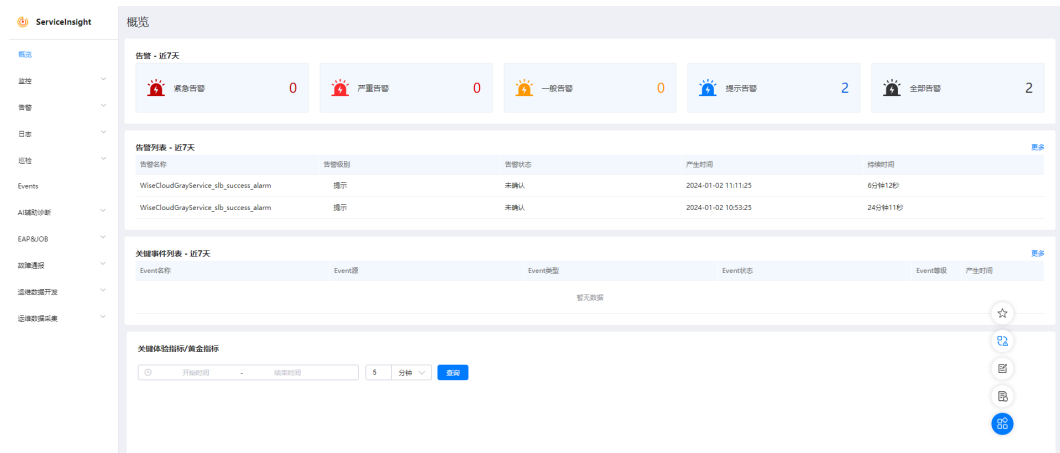 ServiceInsight
概览
监控
告警
日志
巡检
Events
AI辅助诊断
EAP&JOB
故障通报
运维数据开发
运维数据采集
概览
告警 - 近7天
紧急告警 0
严重告警 0
一般告警 0
提示告警 2
全部告警 2
告警列表 - 近7天 更多
告警名称 告警级别 告警状态 产生时间 持续时间
WiseCloudGrayService_slb_success_alarm 提示 未确认 2024-01-02 11:11:25 6分钟12秒
WiseCloudGrayService_slb_success_alarm 提示 未确认 2024-01-02 10:53:25 24分钟11秒
关键事件列表 - 近7天 更多
Event名称 Event源 Event类型 Event状态 Event等级 产生时间
暂无数据
关键体验指标/黄金指标
开始时间 - 结束时间 5 分钟 查询